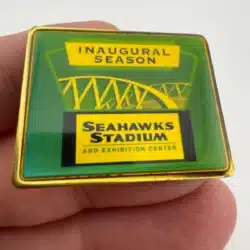 INAUGURAL
SEASON
SEAHAWKS
STADIUM
AND EXHIBITION CENTER